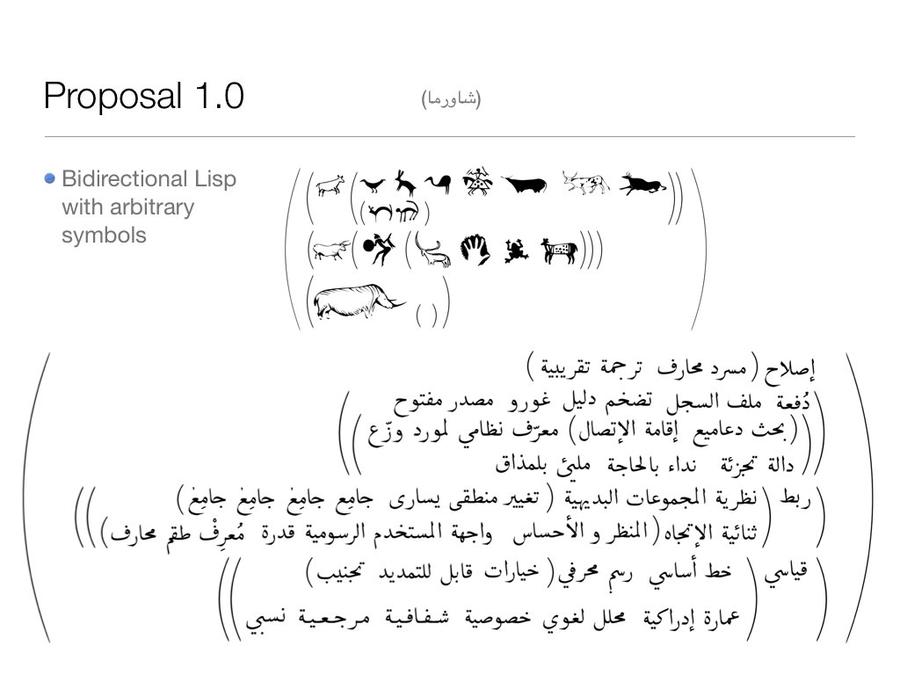 Proposal 1.0
(شاورما)
Bidirectional Lisp
with arbitrary
symbols
إصلاح (مسرد محارف ترجمة تقريبية)
((دُفعة ملف السجل تضخم دليل غورو مصدر مفتوح
(بحث دعاميع إقامة الإتصال) معرّف نظامي لمورد وزّع
دالة تجزئة نداء بالحاجة مليئ بلمذاق))
(ربط (نظرية المجموعات البديهية (تغيير منطقى يسارى جامع جامِعْ جامِعْ جامِعْ)
ثنائية الإتجاه (المنظر و الأحساس واجهة المستخدم الرسومية قدرة مُعرِفْ طقم محارف)))
(قياسي (خط أساسي رسم محرفي (خيارات قابل للتمديد تجنيب)
عمارة إدراكية محلل لغوي خصوصية شفافية مرجعية نسبي))